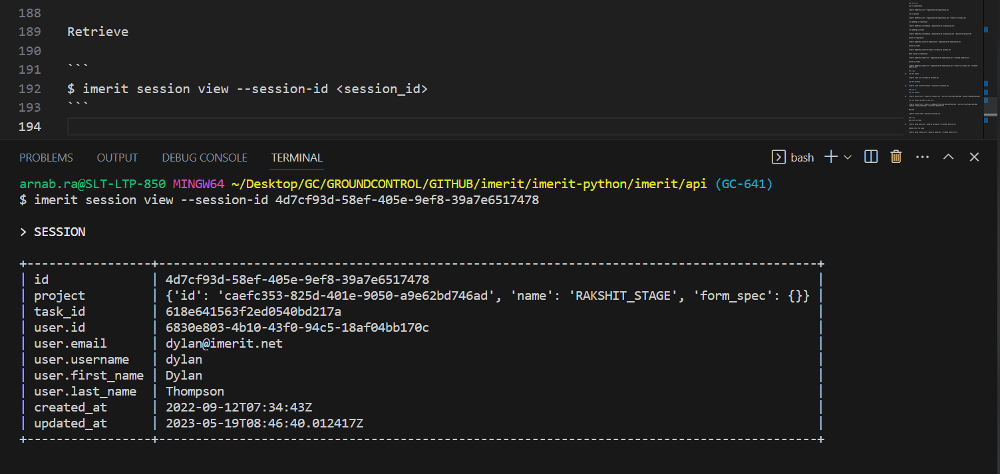 188
189 Retrieve
190
191 ```
192 $ imerit session view --session-id <session_id>
193 ```
194
PROBLEMS OUTPUT DEBUG CONSOLE TERMINAL bash
arnab.ra@SLT-LTP-850 MINGW64 ~/Desktop/GC/GROUNDCONTROL/GITHUB/imerit/imerit-python/imerit/api (GC-641)
$ imerit session view --session-id 4d7cf93d-58ef-405e-9ef8-39a7e6517478
> SESSION
+-----------------+------------------------------------------------------------------------------------------+
| id | 4d7cf93d-58ef-405e-9ef8-39a7e6517478 |
| project | {'id': 'caefc353-825d-401e-9050-a9e62bd746ad', 'name': 'RAKSHIT_STAGE', 'form_spec': {}} |
| task_id | 618e641563f2ed0540bd217a |
| user.id | 6830e803-4b10-43f0-94c5-18af04bb170c |
| user.email | dylan@imerit.net |
| user.username | dylan |
| user.first_name | Dylan |
| user.last_name | Thompson |
| created_at | 2022-09-12T07:34:43Z |
| updated_at | 2023-05-19T08:46:40.012417Z |
+-----------------+------------------------------------------------------------------------------------------+